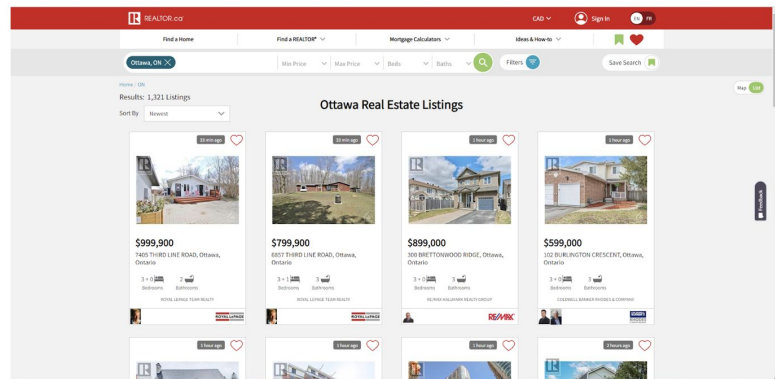 REALTOR.ca
CAD
Sign In
EN FR
Find a Home
Find a REALTOR®
Mortgage Calculators
Ideas & How-to
Ottawa, ON
Min Price
Max Price
Beds
Baths
Filters
Save Search
Home / ON
Map List
Results: 1,321 Listings
Ottawa Real Estate Listings
Sort By Newest
33 min ago
33 min ago
1 hour ago
1 hour ago
Feedback
$999,900
7405 THIRD LINE ROAD, Ottawa,
Ontario
3 + 0
2
Bedrooms Bathrooms
ROYAL LEPAGE TEAM REALTY
ROYAL LEPAGE
$799,900
6857 THIRD LINE ROAD, Ottawa,
Ontario
3 + 1
3
Bedrooms Bathrooms
ROYAL LEPAGE TEAM REALTY
ROYAL LEPAGE
$899,000
300 BRETTONWOOD RIDGE, Ottawa,
Ontario
3 + 0
3
Bedrooms Bathrooms
RE/MAX HALLMARK REALTY GROUP
RE/MAX
$599,000
102 BURLINGTON CRESCENT, Ottawa,
Ontario
3 + 0
3
Bedrooms Bathrooms
COLDWELL BANKER RHODES & COMPANY
1 hour ago
1 hour ago
1 hour ago
2 hours ago